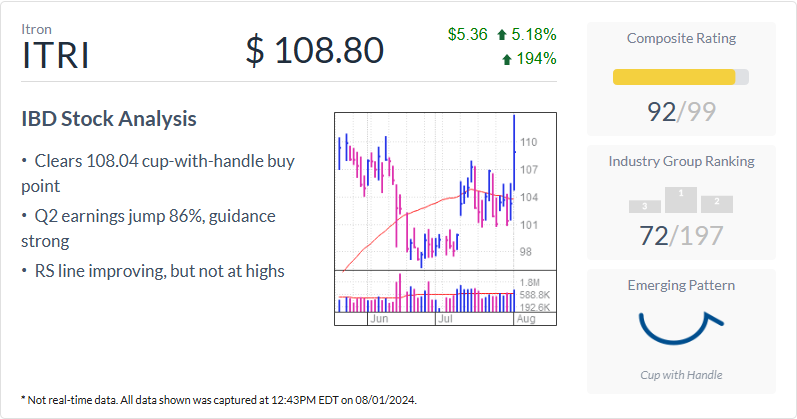 Itron
ITRI
$ 108.80
$5.36 5.18%
194%
IBD Stock Analysis
• Clears 108.04 cup-with-handle buy
point
• Q2 earnings jump 86%, guidance
strong
• RS line improving, but not at highs
110
107
104
101
98
1.8M
588.8K
192.6K
Jun Jul Aug
Composite Rating
92/99
Industry Group Ranking
3 1 2
72/197
Emerging Pattern
Cup with Handle
* Not real-time data. All data shown was captured at 12:43PM EDT on 08/01/2024.